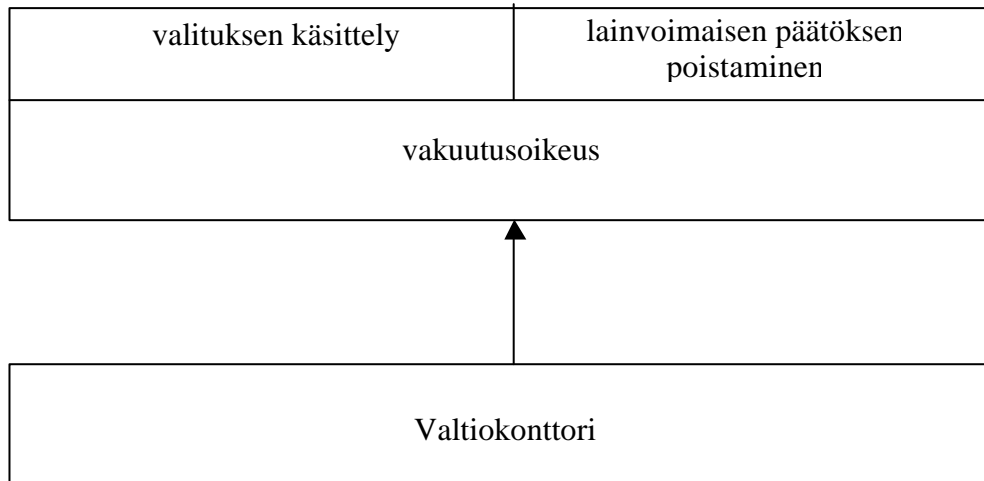 valituksen käsittely
lainvoimaisen päätöksen
poistaminen
vakuutusoikeus
Valtiokonttori